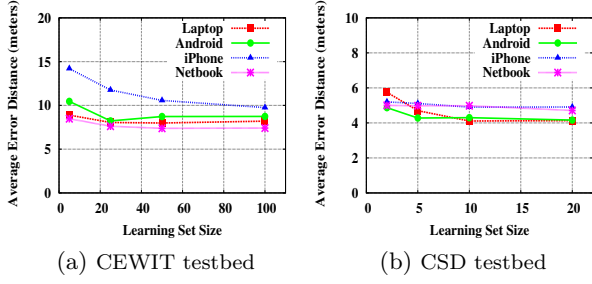 Average Error Distance (meters)
20
15
10
5
0
0 20 40 60 80 100
Learning Set Size
Laptop
Android
iPhone
Netbook
(a) CEWIT testbed
Average Error Distance (meters)
10
8
6
4
2
0
0 5 10 15 20
Learning Set Size
Laptop
Android
iPhone
Netbook
(b) CSD testbed